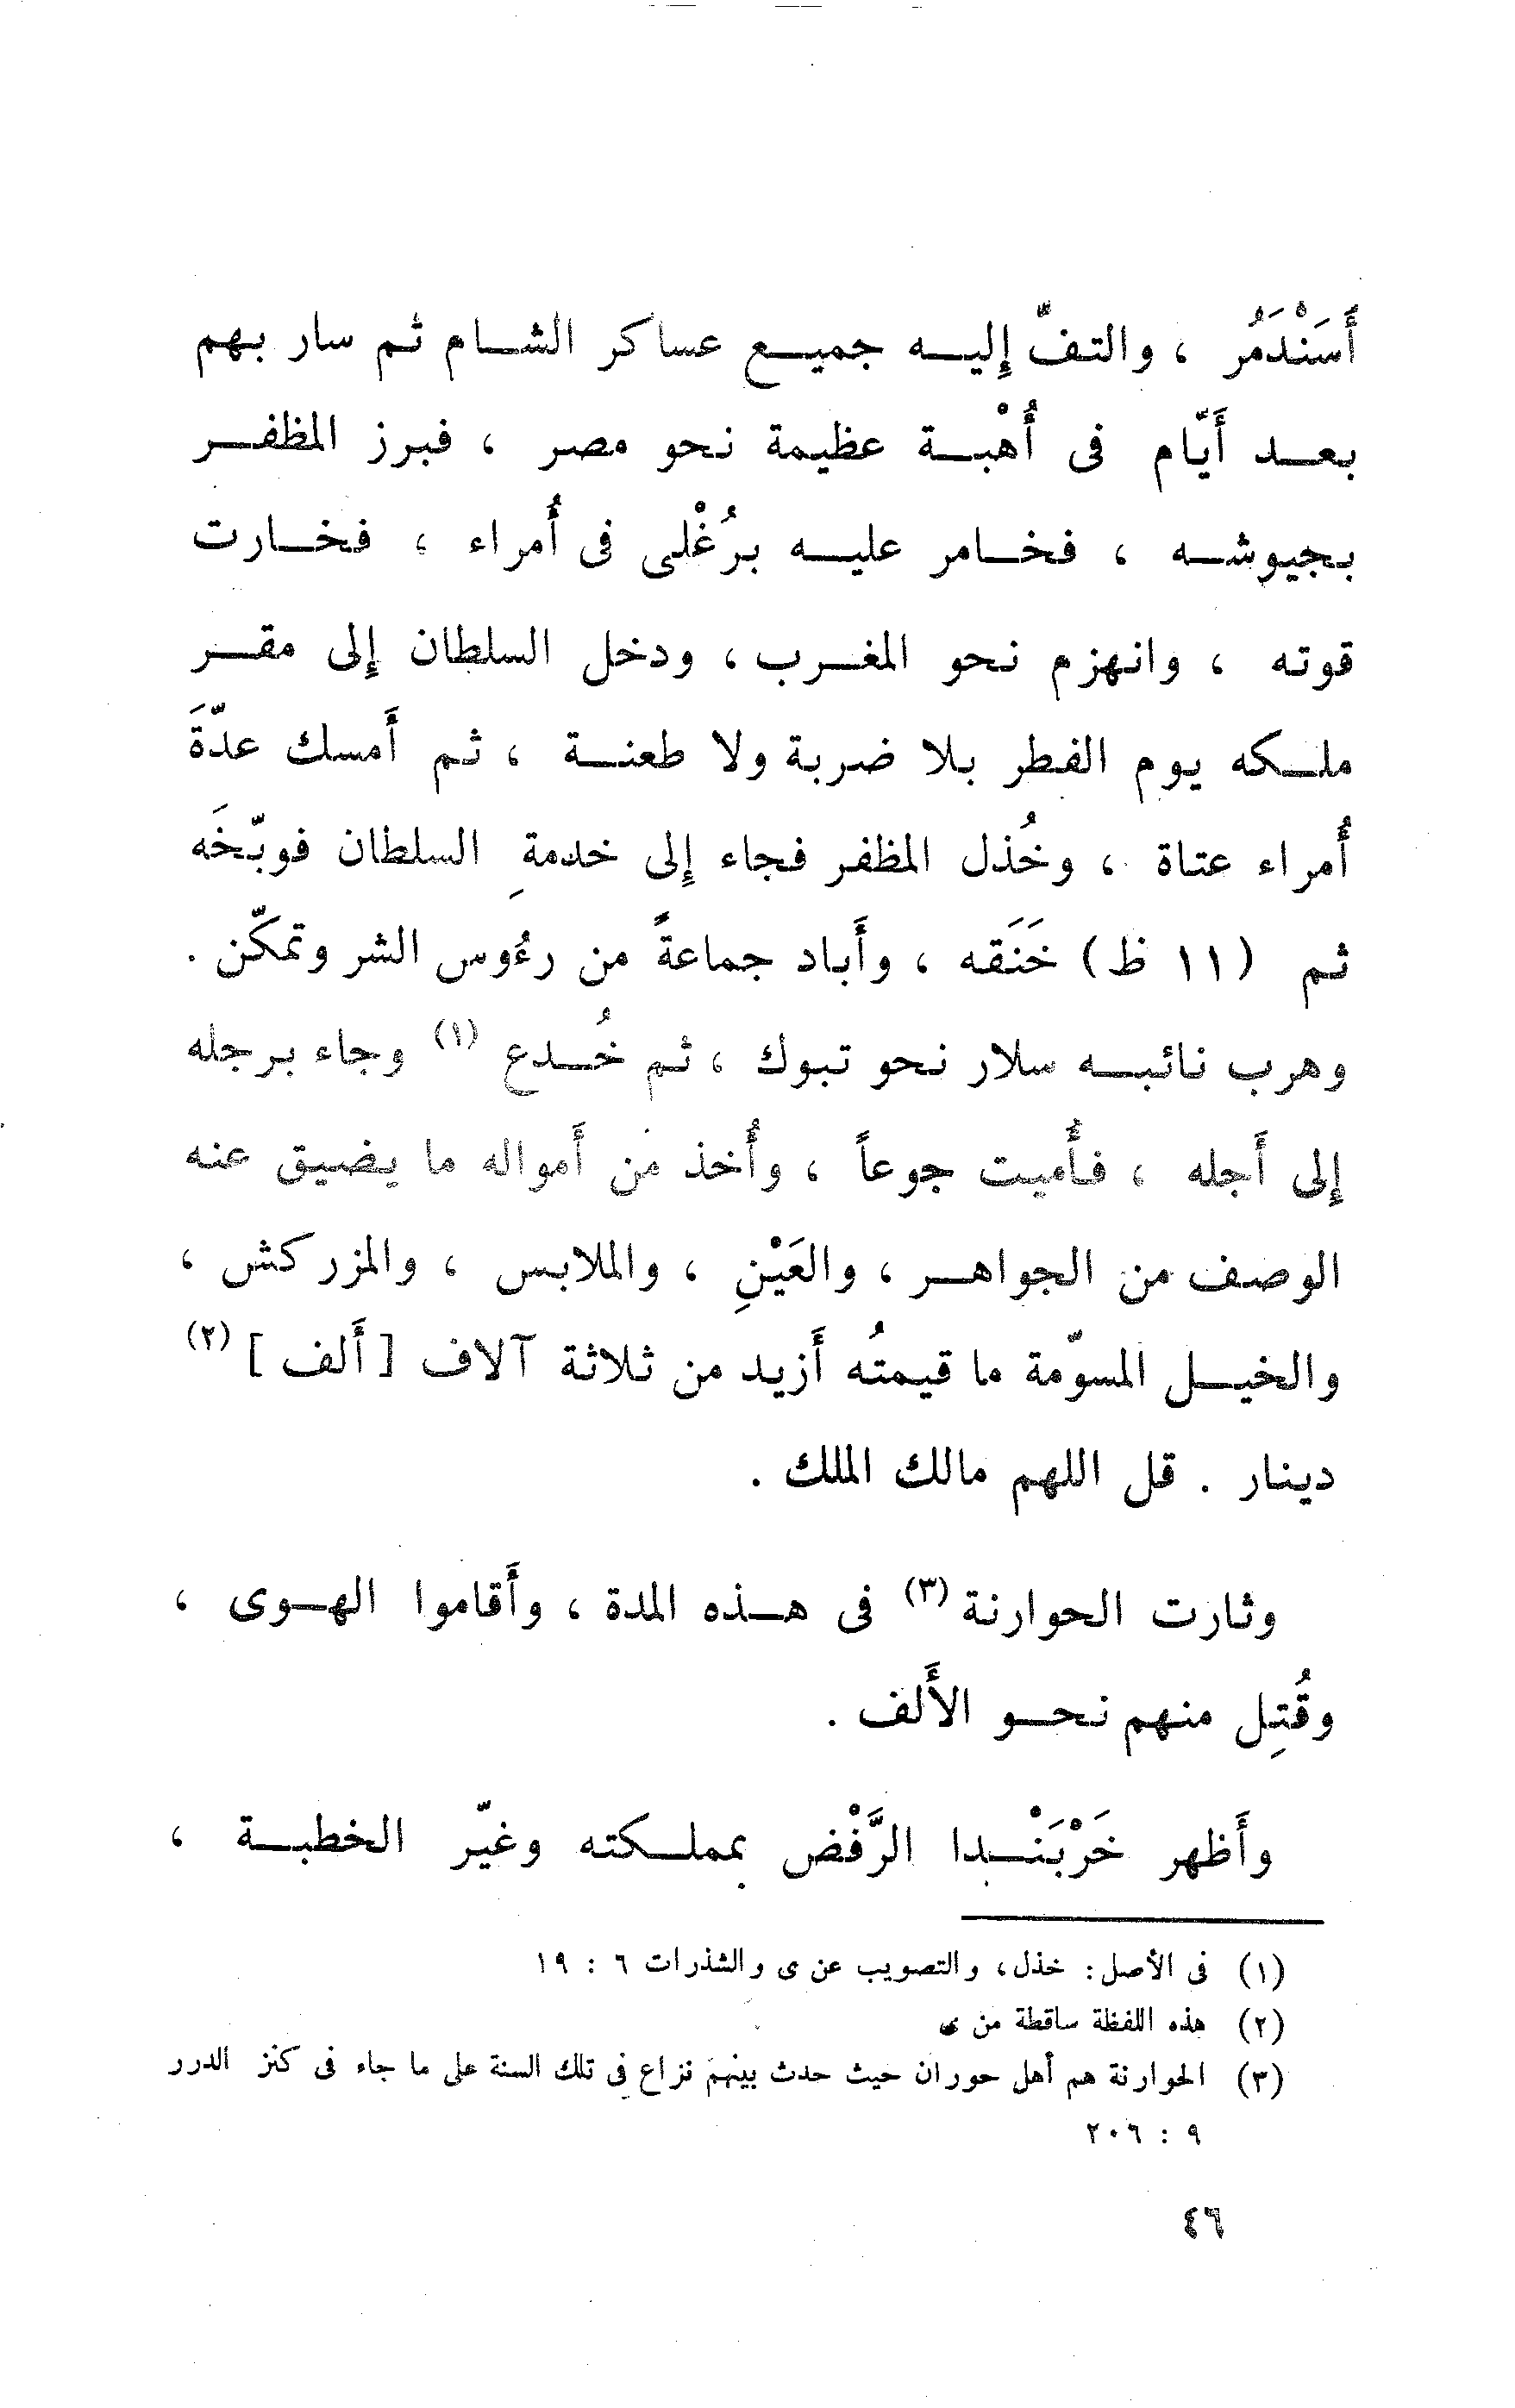 أَسَنْدَمُر ، والتفّ إِليه جميع عساكر الشام ثم سار بهم
بعد أَيّام فى أُهْبة عظيمة نحو مصر ، فبرز المظفر
بجيوشه ، فخامر عليه برُغْلى فى أُمراء ، فخارت
قوته ، وانهزم نحو المغرب ، ودخل السلطان إِلى مقر
ملكه يوم الفطر بلا ضربة ولا طعنة ، ثم أَمسك عدّةَ
أُمراء عتاة ، وخُذل المظفر فجاء إِلى خدمةِ السلطان فوبّخَه
ثم (١١ ظ) خَنَقه ، وأَباد جماعةً من رءُوس الشر وتمكّن .
وهرب نائبه سلار نحو تبوك ، ثم خُدع (١) وجاء برجله
إِلى أَجله ، فأُميت جوعاً ، وأُخذ من أَمواله ما يضيق عنه
الوصف من الجواهر ، والعَيْنِ ، والملابس ، والمزركش ،
والخيل المسوّمة ما قيمتُه أَزيد من ثلاثة آلاف [ أَلف ] (٢)
دينار . قل اللهم مالك الملك .
وثارت الحوارنة (٣) فى هذه المدة ، وأَقاموا الهوى ،
وقُتِل منهم نحو الأَلف .
وأَظهر خَرْبَنْدا الرَّفْض بمملكته وغيّر الخطبة ،
(١) فى الأصل : خذل ، والتصويب عن ى والشذرات ٦ : ١٩
(٢) هذه اللفظة ساقطة من ى
(٣) الحوارنة هم أهل حوران حيث حدث بينهم نزاع فى تلك السنة على ما جاء فى كنز الدرر
٩ : ٢٠٦
٤٦